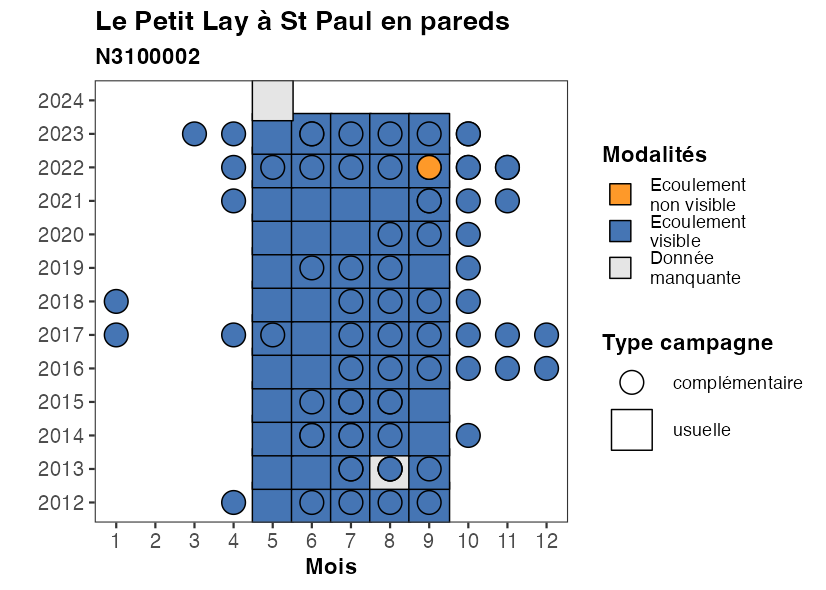 Le Petit Lay à St Paul en pareds
N3100002
2024
2023
2022
2021
2020
2019
2018
2017
2016
2015
2014
2013
2012
1 2 3 4 5 6 7 8 9 10 11 12
Mois
Modalités
Ecoulement
non visible
Ecoulement
visible
Donnée
manquante
Type campagne
complémentaire
usuelle